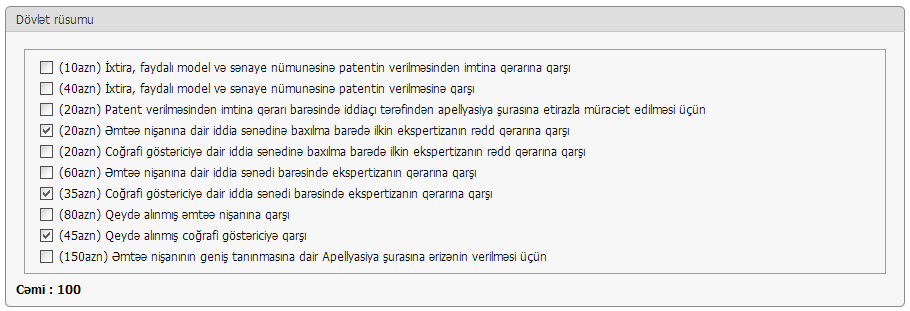 Dövlət rüsumu
(10azn) İxtira, faydalı model və sənaye nümunəsinə patentin verilməsindən imtina qərarına qarşı
(40azn) İxtira, faydalı model və sənaye nümunəsinə patentin verilməsinə qarşı
(20azn) Patent verilməsindən imtina qərarı barəsində iddiaçı tərəfindən apellyasiya şurasına etirazla müraciət edilməsi üçün
(20azn) Əmtəə nişanına dair iddia sənədinə baxılma barədə ilkin ekspertizanın rədd qərarına qarşı
(20azn) Coğrafi göstəriciyə dair iddia sənədinə baxılma barədə ilkin ekspertizanın rədd qərarına qarşı
(60azn) Əmtəə nişanına dair iddia sənədi barəsində ekspertizanın qərarına qarşı
(35azn) Coğrafi göstəriciyə dair iddia sənədi barəsində ekspertizanın qərarına qarşı
(80azn) Qeydə alınmış əmtəə nişanına qarşı
(45azn) Qeydə alınmış coğrafi göstəriciyə qarşı
(150azn) Əmtəə nişanının geniş tanınmasına dair Apellyasiya şurasına ərizənin verilməsi üçün
Cəmi : 100